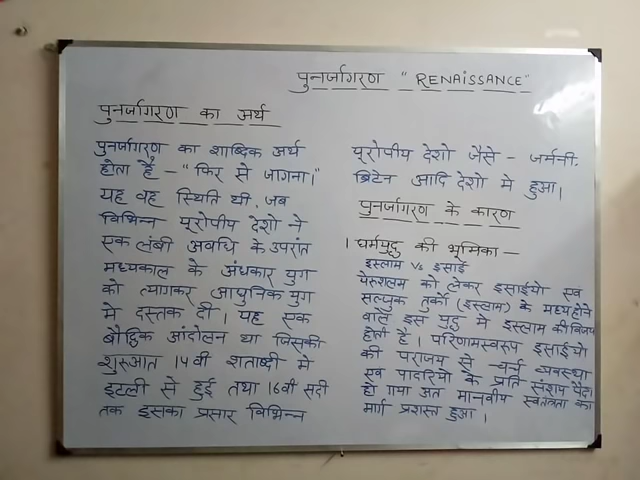 पुनर्जागरण "RENAISSANCE"
पुनर्जागरण का अर्थ
पुनर्जागरण का शाब्दिक अर्थ
होता है - "फिर से जागना।"
यह वह स्थिति थी, जब
विभिन्न यूरोपीय देशो ने
एक लंबी अवधि के उपरांत
मध्यकाल के अंधकार युग
को त्यागकर आधुनिक युग
मे दस्तक दी। यह एक
बौद्धिक आंदोलन था जिसकी
शुरुआत 14वी शताब्दी मे
इटली से हुई तथा 16वी सदी
तक इसका प्रसार विभिन्न
यूरोपीय देशो जैसे - जर्मनी,
ब्रिटेन आदि देशो मे हुआ।
पुनर्जागरण के कारण
1 धर्मयुद्ध की भूमिका -
इस्लाम vs ईसाई
येरुशलम को लेकर इसाईयो एव
सल्जुक तुर्को (इस्लाम) के मध्य होने
वाले इस युद्ध मे इस्लाम की विजय
होती है। परिणामस्वरूप इसाईयो
की पराजय से चर्च व्यवस्था
एव पादरियो के प्रति संशय पैदा
हो गया अत मानवीय स्वतंत्रता का
मार्ग प्रशस्त हुआ।